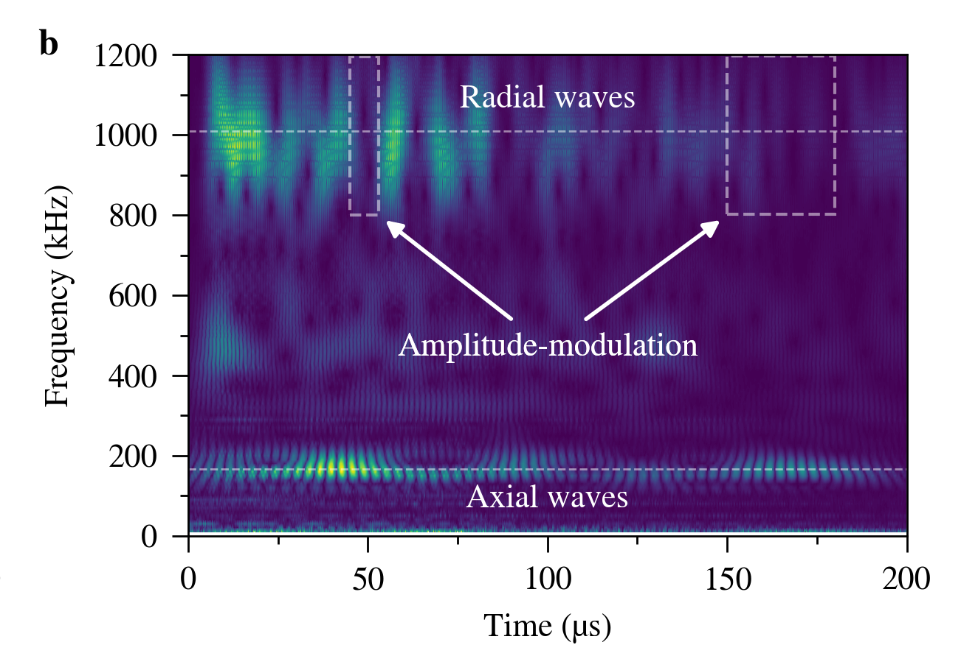 b
1200
Radial waves
1000
800
600
Amplitude-modulation
400
200
Axial waves
0
Frequency (kHz)
0 50 100 150 200
Time (µs)